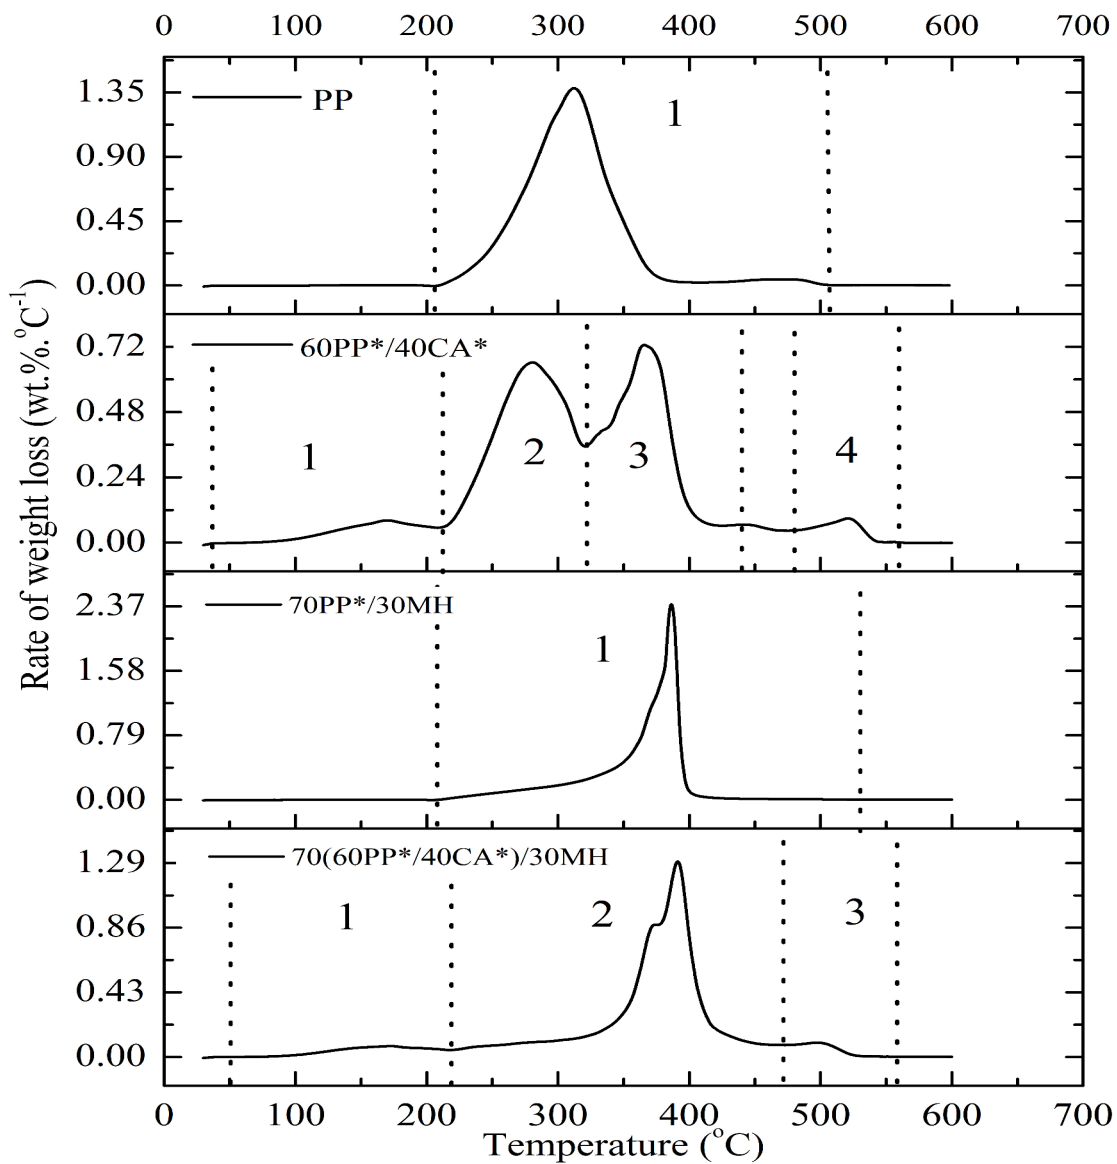 0 100 200 300 400 500 600 700
1.35
PP
1
0.90
0.45
0.00
0.72
60PP*/40CA*
0.48
1 2 3 4
0.24
0.00
2.37
70PP*/30MH
1
1.58
0.79
0.00
1.29
70(60PP*/40CA*)/30MH
1 2 3
0.86
0.43
0.00
0 100 200 300 400 500 600 700
Temperature (°C)
Rate of weight loss (wt.%.°C⁻¹)